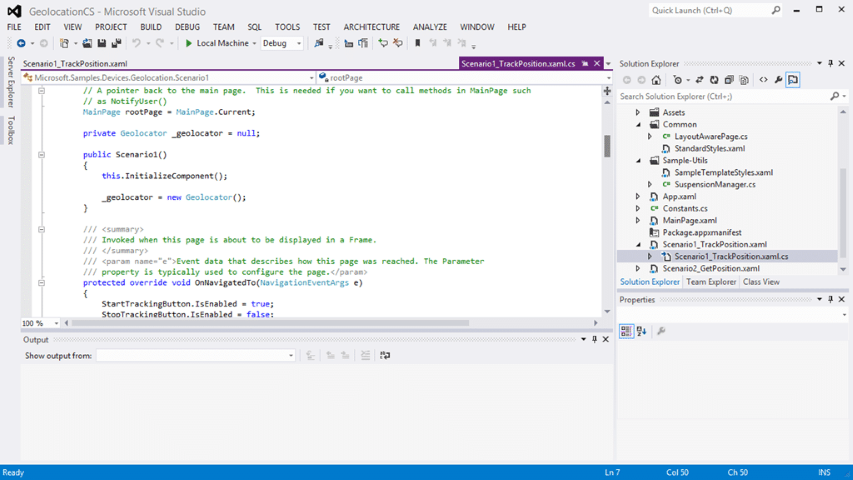 GeolocationCS - Microsoft Visual Studio
Quick Launch (Ctrl+Q)
FILE EDIT VIEW PROJECT BUILD DEBUG TEAM SQL TOOLS TEST ARCHITECTURE ANALYZE WINDOW HELP
Local Machine Debug
Server Explorer
Toolbox
Scenario1_TrackPosition.xaml
Scenario1_TrackPosition.xaml.cs
Microsoft.Samples.Devices.Geolocation.Scenario1
rootPage
// A pointer back to the main page.  This is needed if you want to call methods in MainPage such
// as NotifyUser()
MainPage rootPage = MainPage.Current;
private Geolocator _geolocator = null;
public Scenario1()
{
this.InitializeComponent();
_geolocator = new Geolocator();
}
/// <summary>
/// Invoked when this page is about to be displayed in a Frame.
/// </summary>
/// <param name="e">Event data that describes how this page was reached. The Parameter
/// property is typically used to configure the page.</param>
protected override void OnNavigatedTo(NavigationEventArgs e)
{
StartTrackingButton.IsEnabled = true;
StopTrackingButton.IsEnabled = false;
100 %
Output
Show output from:
Solution Explorer
Search Solution Explorer (Ctrl+;)
Assets
Common
LayoutAwarePage.cs
StandardStyles.xaml
Sample-Utils
SampleTemplateStyles.xaml
SuspensionManager.cs
App.xaml
Constants.cs
MainPage.xaml
Package.appxmanifest
Scenario1_TrackPosition.xaml
Scenario1_TrackPosition.xaml.cs
Scenario2_GetPosition.xaml
Solution Explorer Team Explorer Class View
Properties
Ready Ln 7 Col 50 Ch 50 INS